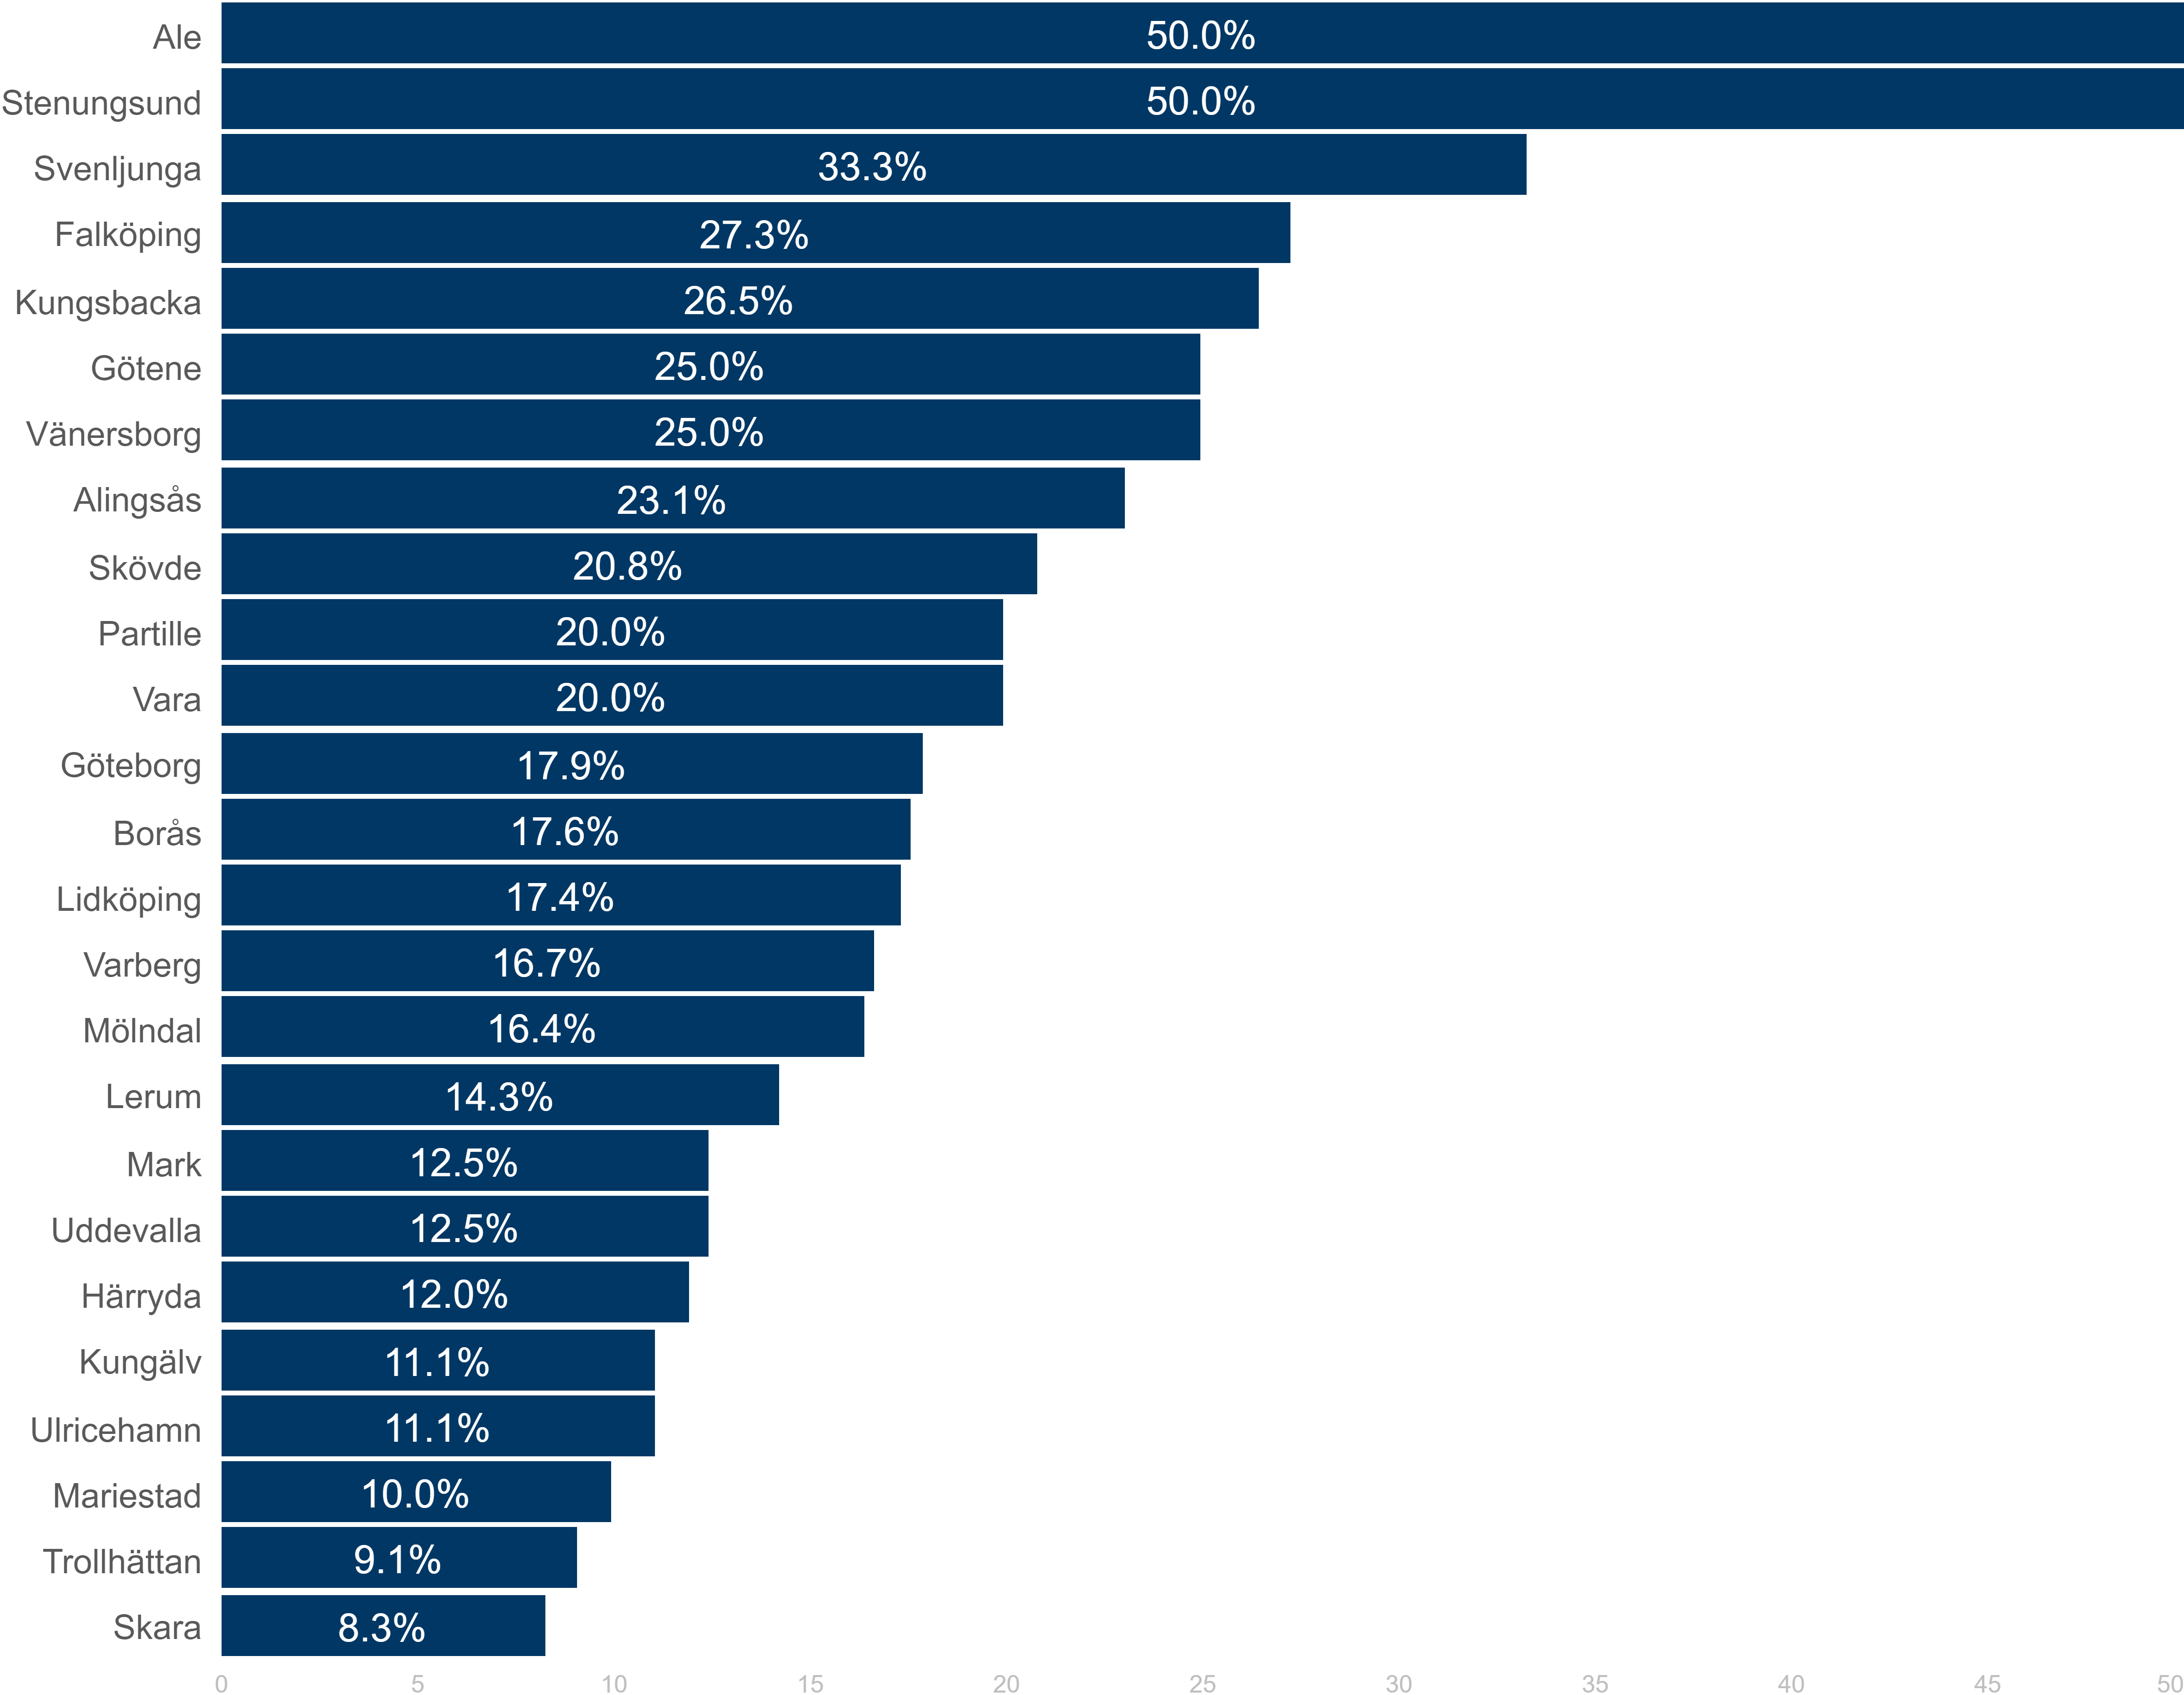 Ale 50.0%
Stenungsund 50.0%
Svenljunga 33.3%
Falköping 27.3%
Kungsbacka 26.5%
Götene 25.0%
Vänersborg 25.0%
Alingsås 23.1%
Skövde 20.8%
Partille 20.0%
Vara 20.0%
Göteborg 17.9%
Borås 17.6%
Lidköping 17.4%
Varberg 16.7%
Mölndal 16.4%
Lerum 14.3%
Mark 12.5%
Uddevalla 12.5%
Härryda 12.0%
Kungälv 11.1%
Ulricehamn 11.1%
Mariestad 10.0%
Trollhättan 9.1%
Skara 8.3%
0 5 10 15 20 25 30 35 40 45 50